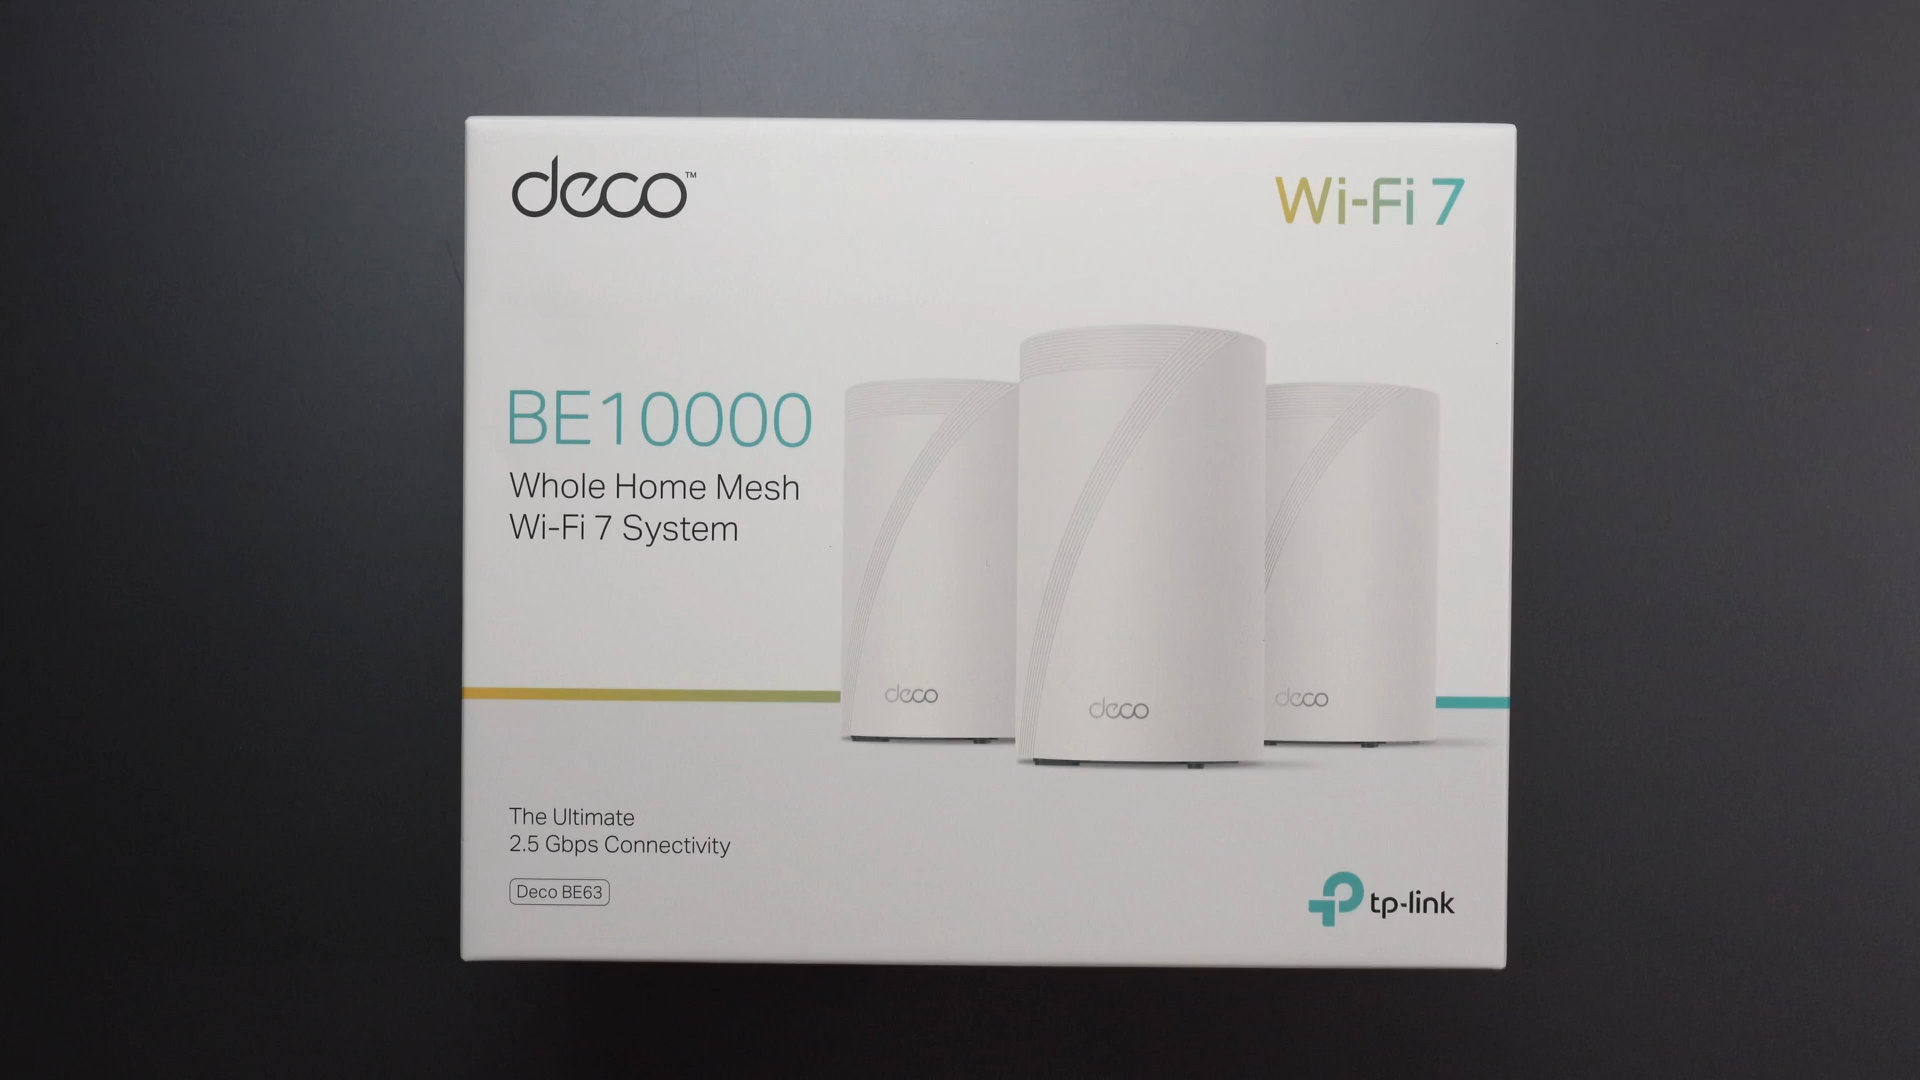 deco™
Wi-Fi 7
BE10000
Whole Home Mesh
Wi-Fi 7 System
deco
deco
deco
The Ultimate
2.5 Gbps Connectivity
Deco BE63
tp-link